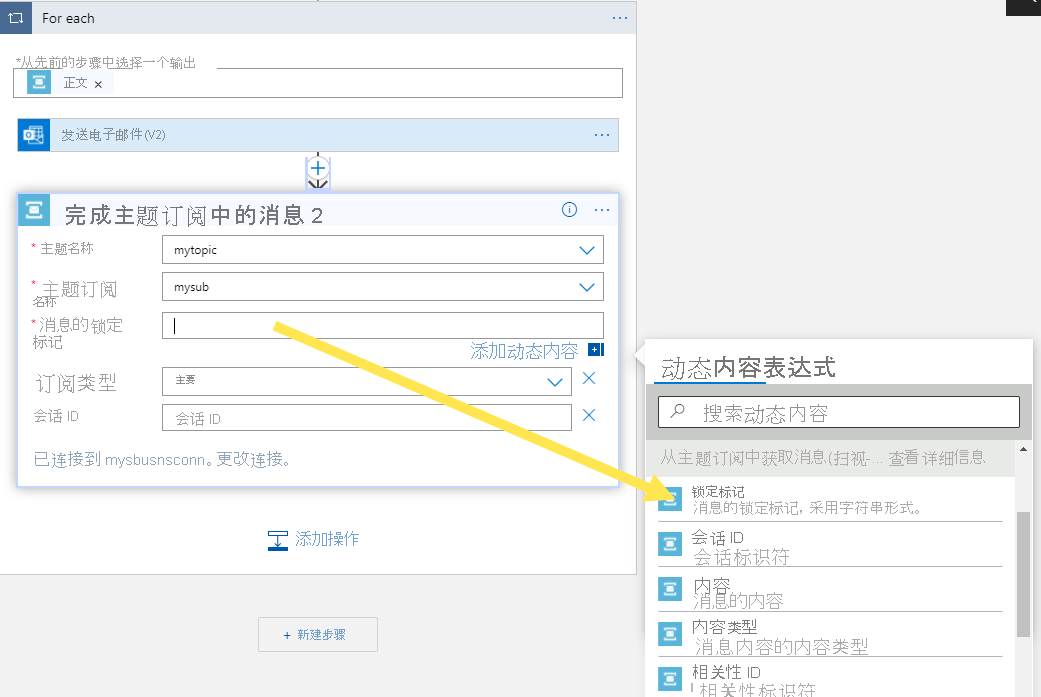 For each
*从先前的步骤中选择一个输出
正文 ×
发送电子邮件(V2)
完成主题订阅中的消息 2
* 主题名称
mytopic
* 主题订阅
名称
mysub
*消息的锁定
标记
添加动态内容
订阅类型
主要
会话 ID
会话 ID
已连接到 mysbusnsconn。更改连接。
添加操作
+ 新建步骤
动态内容表达式
搜索动态内容
从主题订阅中获取消息(扫视-... 查看详细信息
锁定标记
消息的锁定标记, 采用字符串形式。
会话 ID
会话标识符
内容
消息的内容
内容类型
消息内容的内容类型
相关性 ID
相关性标识符